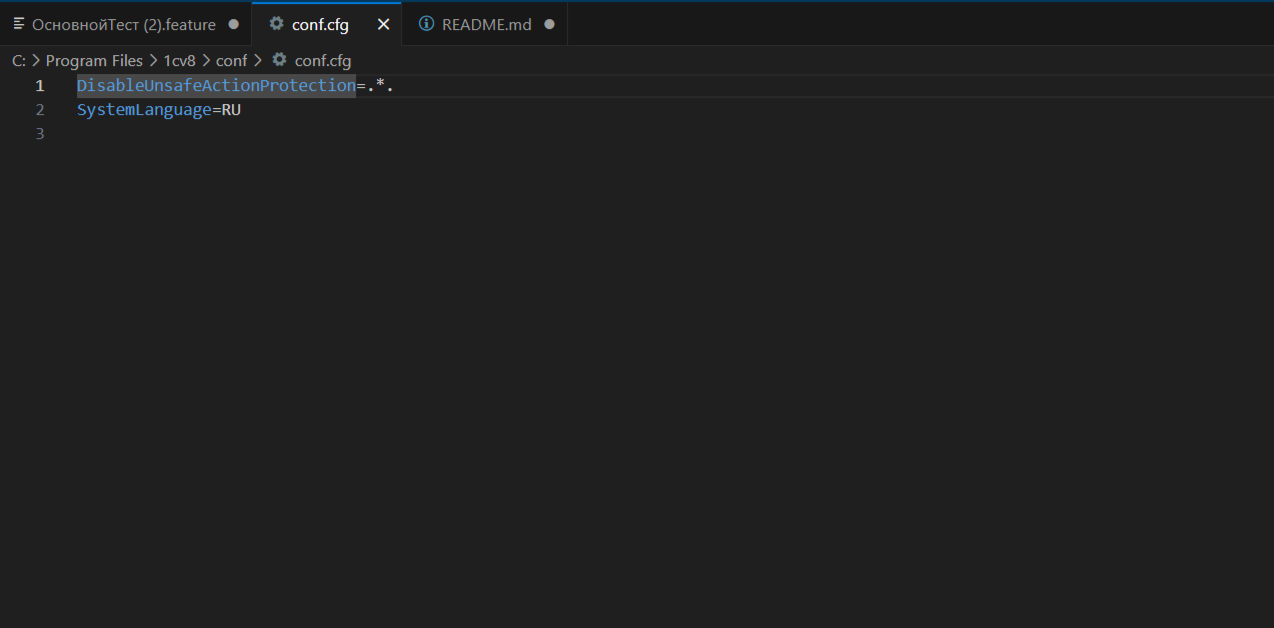 ОсновнойТест (2).feature conf.cfg README.md
C: > Program Files > 1cv8 > conf > conf.cfg
1 DisableUnsafeActionProtection=.*.
2 SystemLanguage=RU
3